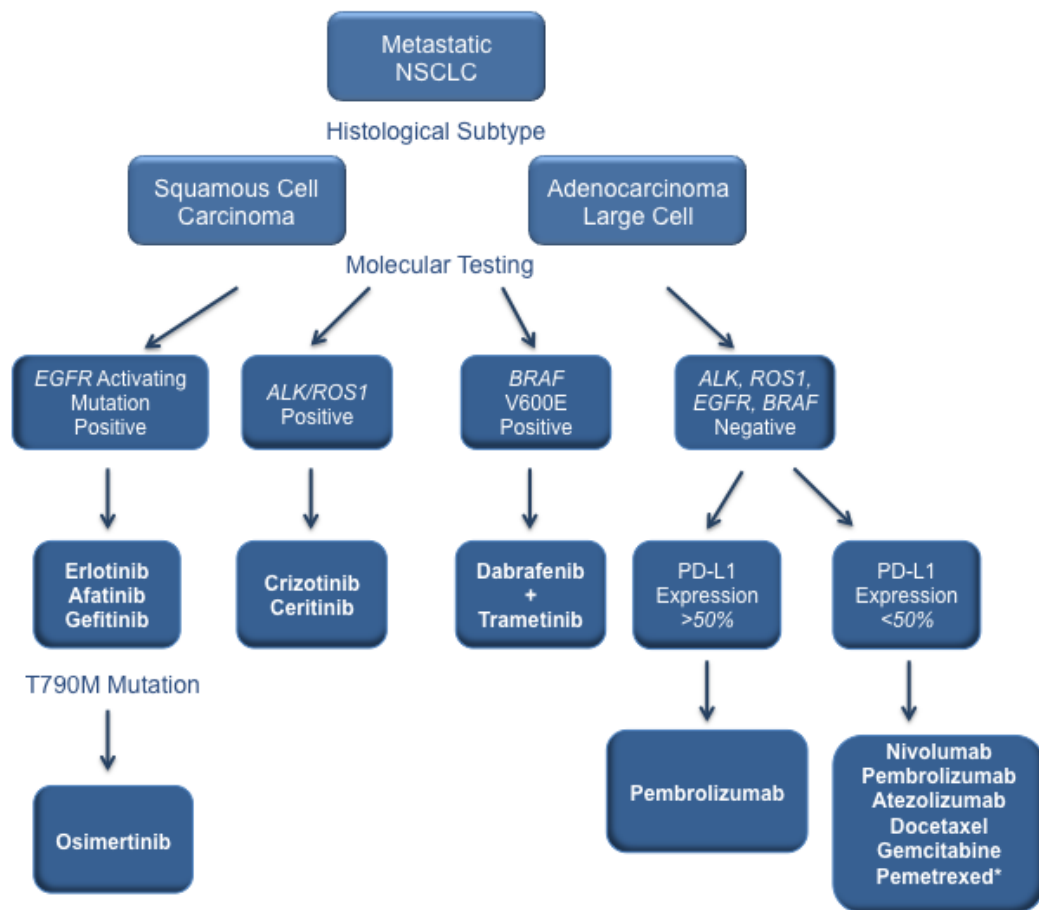 Metastatic
NSCLC
Histological Subtype
Squamous Cell
Carcinoma
Adenocarcinoma
Large Cell
Molecular Testing
EGFR Activating
Mutation
Positive
ALK/ROS1
Positive
BRAF
V600E
Positive
ALK, ROS1,
EGFR, BRAF
Negative
Erlotinib
Afatinib
Gefitinib
Crizotinib
Ceritinib
Dabrafenib
+
Trametinib
PD-L1
Expression
>50%
PD-L1
Expression
<50%
T790M Mutation
Osimertinib
Pembrolizumab
Nivolumab
Pembrolizumab
Atezolizumab
Docetaxel
Gemcitabine
Pemetrexed*